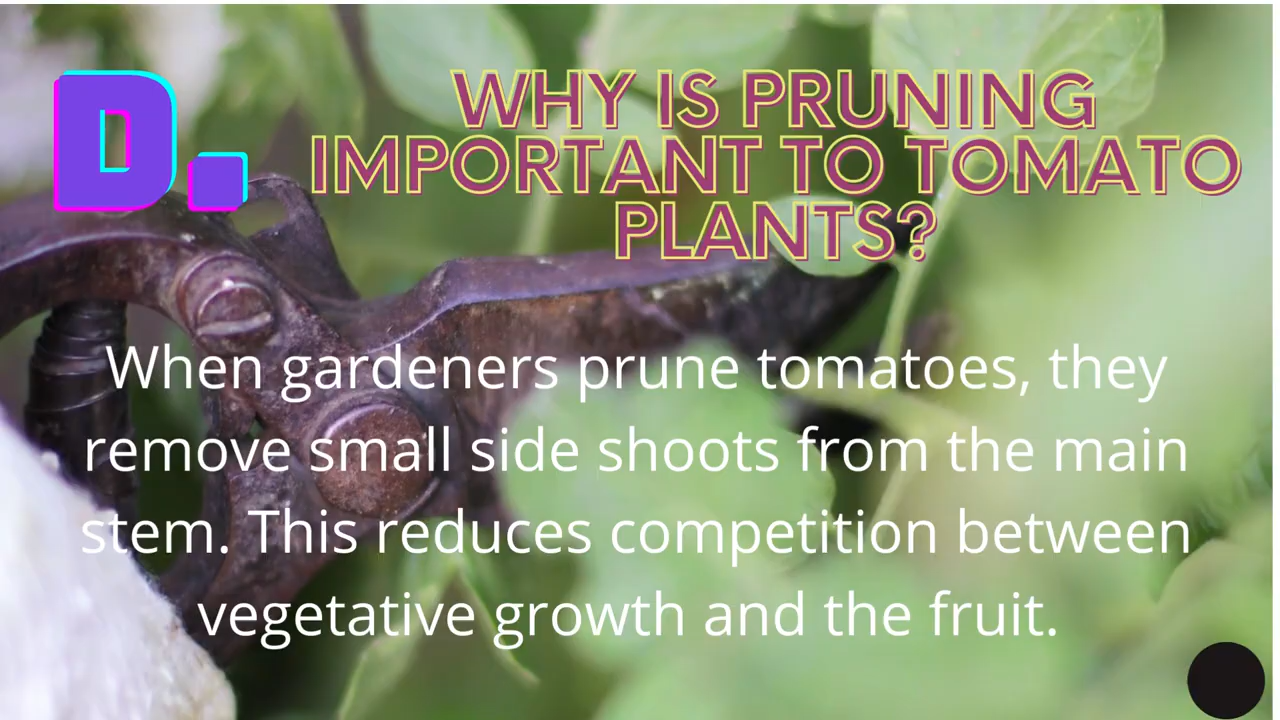 D.
WHY IS PRUNING
IMPORTANT TO TOMATO
PLANTS?
When gardeners prune tomatoes, they
remove small side shoots from the main
stem. This reduces competition between
vegetative growth and the fruit.